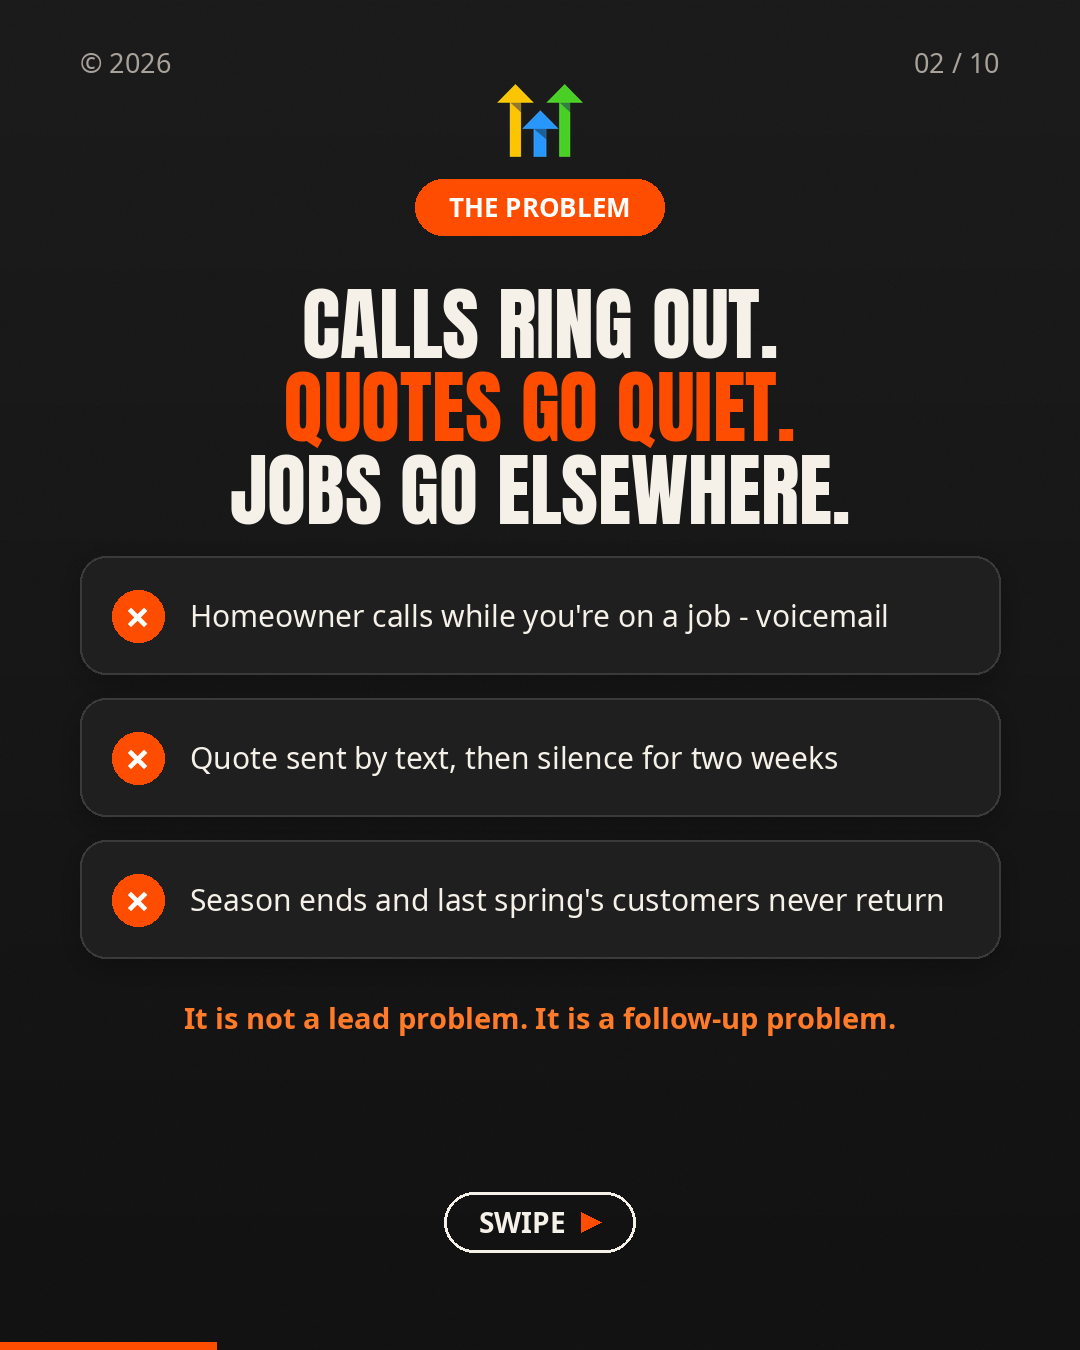 © 2026
02 / 10
THE PROBLEM
CALLS RING OUT.
QUOTES GO QUIET.
JOBS GO ELSEWHERE.
Homeowner calls while you're on a job - voicemail
Quote sent by text, then silence for two weeks
Season ends and last spring's customers never return
It is not a lead problem. It is a follow-up problem.
SWIPE